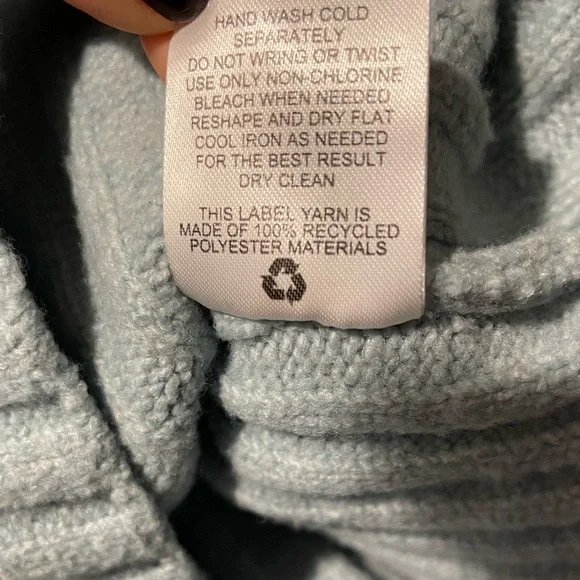 HAND WASH COLD
SEPARATELY
DO NOT WRING OR TWIST
USE ONLY NON-CHLORINE
BLEACH WHEN NEEDED
RESHAPE AND DRY FLAT
COOL IRON AS NEEDED
FOR THE BEST RESULT
DRY CLEAN
THIS LABEL YARN IS
MADE OF 100% RECYCLED
POLYESTER MATERIALS